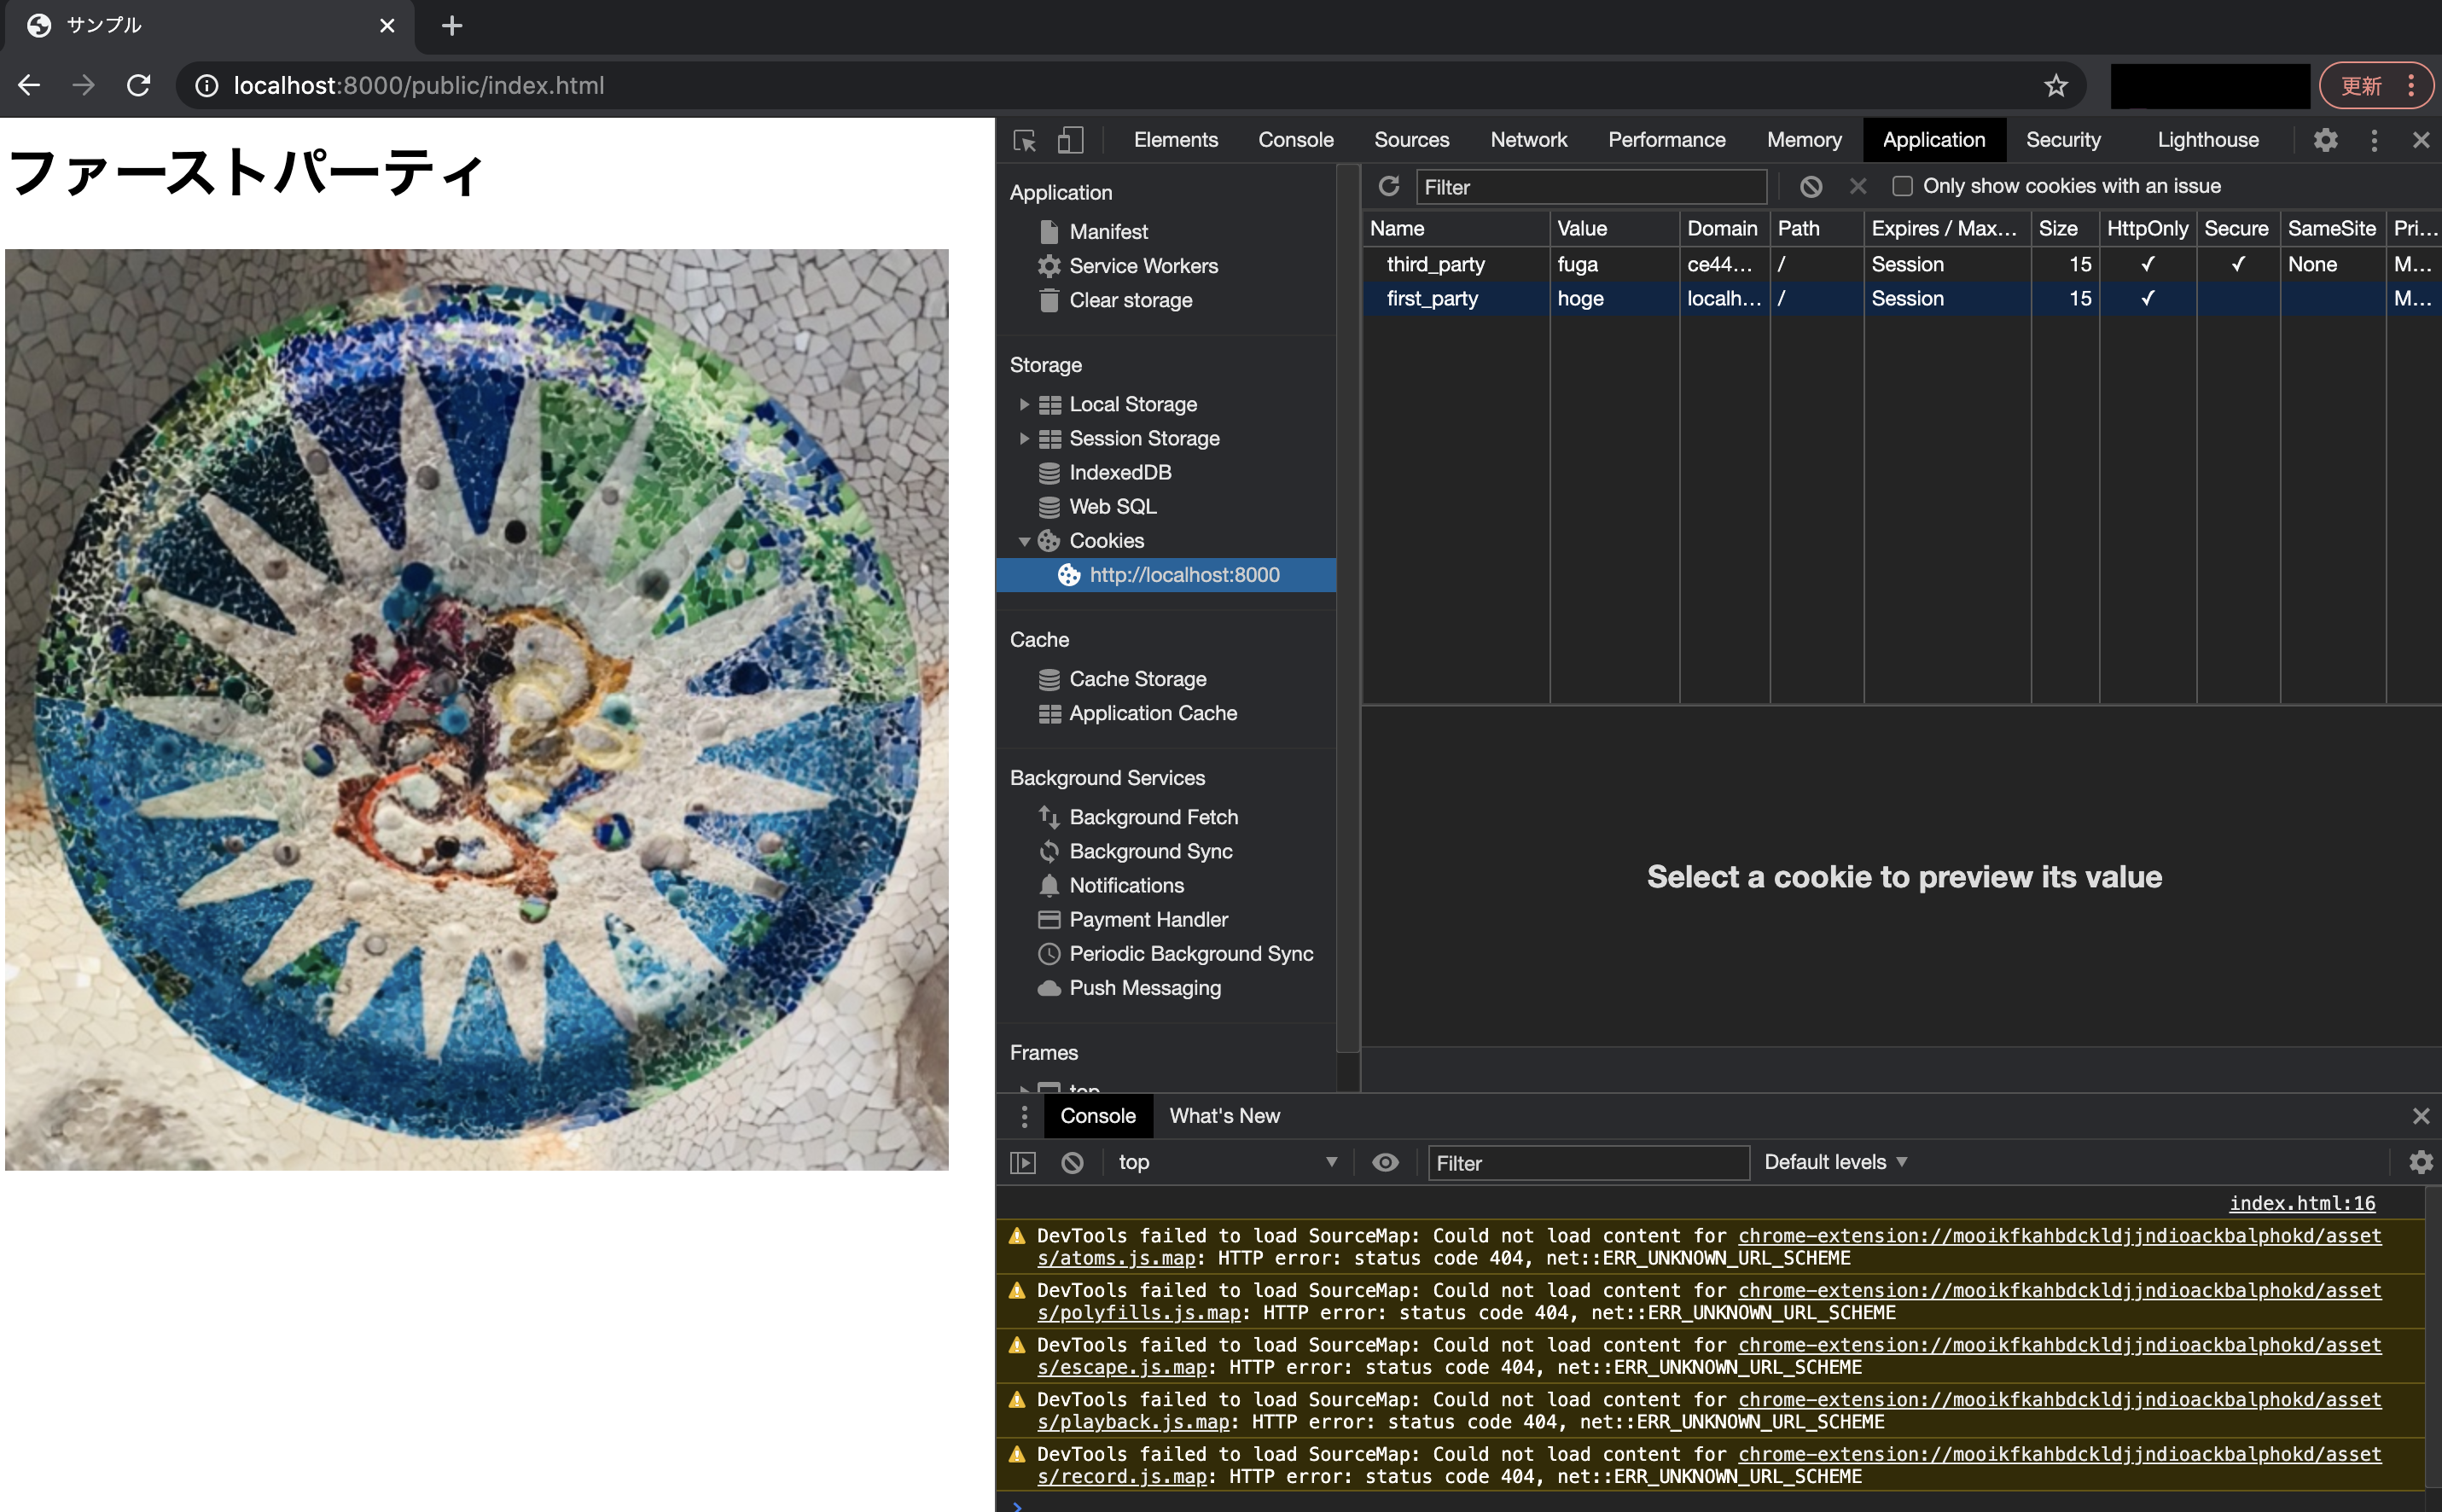 サンプル
localhost:8000/public/index.html
更新
ファーストパーティ
Elements Console Sources Network Performance Memory Application Security Lighthouse
Application
Manifest
Service Workers
Clear storage
Storage
Local Storage
Session Storage
IndexedDB
Web SQL
Cookies
http://localhost:8000
Cache
Cache Storage
Application Cache
Background Services
Background Fetch
Background Sync
Notifications
Payment Handler
Periodic Background Sync
Push Messaging
Frames
top
Filter Only show cookies with an issue
Name Value Domain Path Expires / Max... Size HttpOnly Secure SameSite Pri...
third_party fuga ce44... / Session 15 ✓ ✓ None M...
first_party hoge localh... / Session 15 ✓ M...
Select a cookie to preview its value
Console What's New
top Filter Default levels
index.html:16
DevTools failed to load SourceMap: Could not load content for chrome-extension://mooikfkahbdckldjjndioackbalphokd/asset
s/atoms.js.map: HTTP error: status code 404, net::ERR_UNKNOWN_URL_SCHEME
DevTools failed to load SourceMap: Could not load content for chrome-extension://mooikfkahbdckldjjndioackbalphokd/asset
s/polyfills.js.map: HTTP error: status code 404, net::ERR_UNKNOWN_URL_SCHEME
DevTools failed to load SourceMap: Could not load content for chrome-extension://mooikfkahbdckldjjndioackbalphokd/asset
s/escape.js.map: HTTP error: status code 404, net::ERR_UNKNOWN_URL_SCHEME
DevTools failed to load SourceMap: Could not load content for chrome-extension://mooikfkahbdckldjjndioackbalphokd/asset
s/playback.js.map: HTTP error: status code 404, net::ERR_UNKNOWN_URL_SCHEME
DevTools failed to load SourceMap: Could not load content for chrome-extension://mooikfkahbdckldjjndioackbalphokd/asset
s/record.js.map: HTTP error: status code 404, net::ERR_UNKNOWN_URL_SCHEME